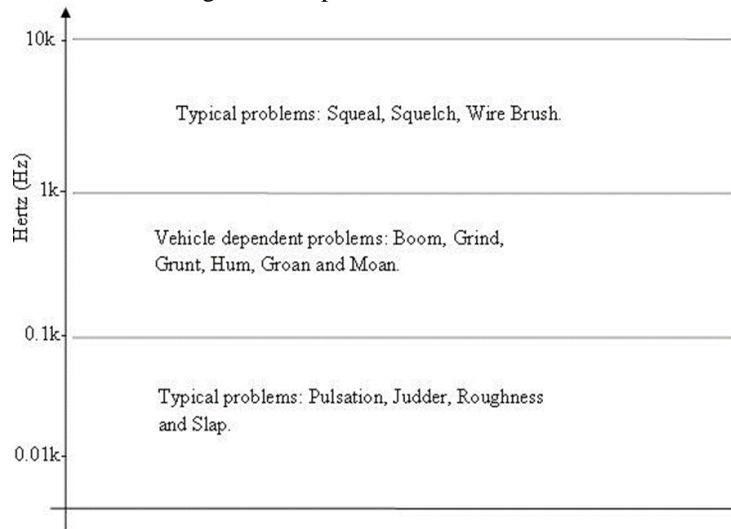 10k
Typical problems: Squeal, Squelch, Wire Brush.
1k
Hertz (Hz)
Vehicle dependent problems: Boom, Grind,
Grunt, Hum, Groan and Moan.
0.1k
Typical problems: Pulsation, Judder, Roughness
and Slap.
0.01k